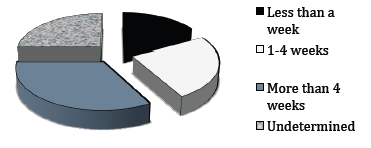 Less than a
week
1-4 weeks
More than 4
weeks
Undetermined